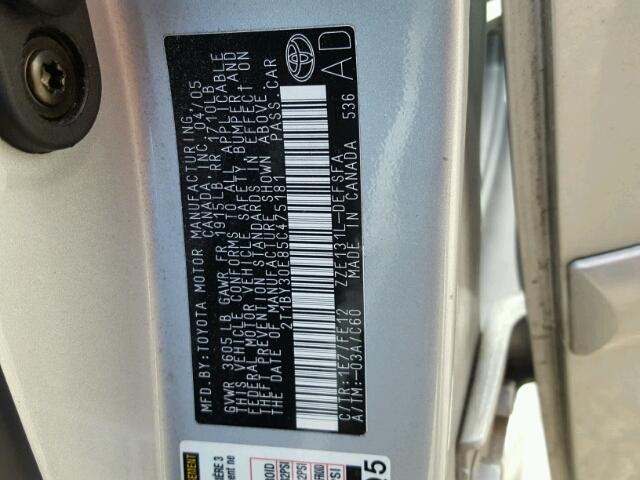 MFD.BY: TOYOTA MOTOR MANUFACTURING
CANADA, INC. 04/05
GVWR 3605 LB GAWR FR 1915LB, RR 1710LB
THIS VEHICLE CONFORMS TO ALL APPLICABLE
FEDERAL MOTOR VEHICLE SAFETY, BUMPER, AND
THEFT PREVENTION STANDARDS IN EFFECT ON
THE DATE OF MANUFACTURE SHOWN ABOVE.
2T1BY30E85C475181 PASS.CAR
AD
C/TR:1E7/FE12 ZZE131L-DEFSFA
A/TM:-03A/C60 MADE IN CANADA 536